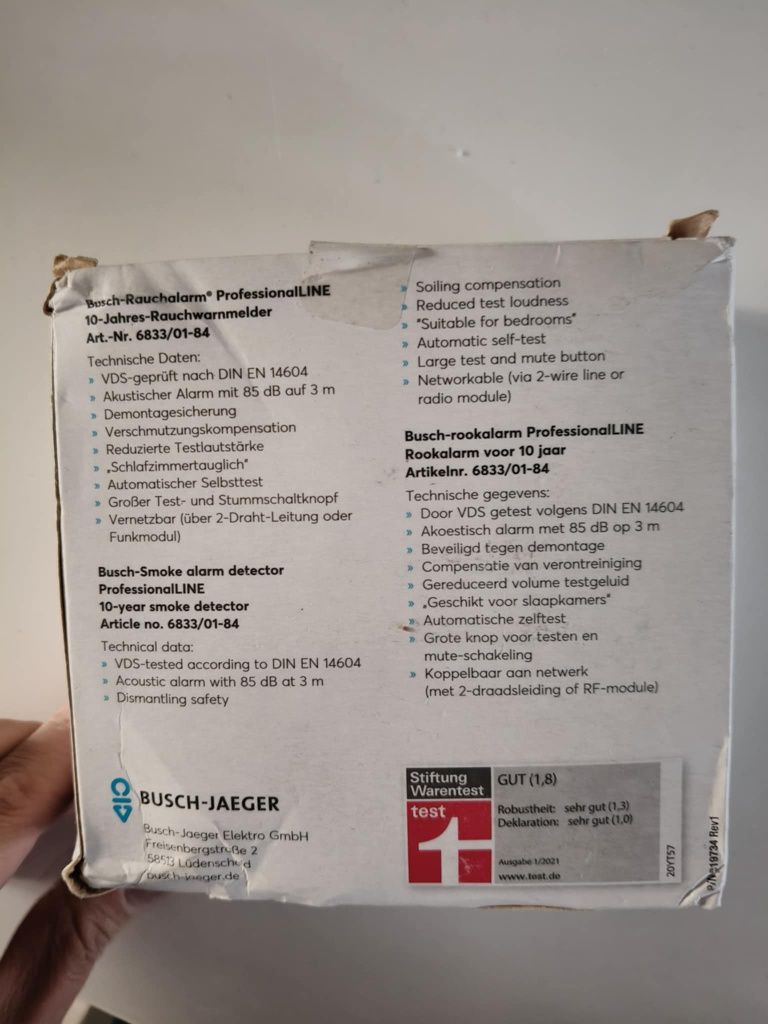 Busch-Rauchalarm® ProfessionalLINE
10-Jahres-Rauchwarnmelder
Art.-Nr. 6833/01-84
Technische Daten:
» VDS-geprüft nach DIN EN 14604
» Akustischer Alarm mit 85 dB auf 3 m
» Demontagesicherung
» Verschmutzungskompensation
» Reduzierte Testlautstärke
» „Schlafzimmertauglich"
» Automatischer Selbsttest
» Großer Test- und Stummschaltknopf
» Vernetzbar (über 2-Draht-Leitung oder
Funkmodul)
Busch-Smoke alarm detector
ProfessionalLINE
10-year smoke detector
Article no. 6833/01-84
Technical data:
» VDS-tested according to DIN EN 14604
» Acoustic alarm with 85 dB at 3 m
» Dismantling safety
» Soiling compensation
» Reduced test loudness
» "Suitable for bedrooms"
» Automatic self-test
» Large test and mute button
» Networkable (via 2-wire line or
radio module)
Busch-rookalarm ProfessionalLINE
Rookalarm voor 10 jaar
Artikelnr. 6833/01-84
Technische gegevens:
» Door VDS getest volgens DIN EN 14604
» Akoestisch alarm met 85 dB op 3 m
» Beveiligd tegen demontage
» Compensatie van verontreiniging
» Gereduceerd volume testgeluid
» „Geschikt voor slaapkamers"
» Automatische zelftest
» Grote knop voor testen en
mute-schakeling
» Koppelbaar aan netwerk
(met 2-draadsleiding of RF-module)
BUSCH-JAEGER
Busch-Jaeger Elektro GmbH
Freisenbergstraße 2
58513 Lüdenscheid
busch-jaeger.de
Stiftung
Warentest
test
GUT (1,8)
Robustheit: sehr gut (1,3)
Deklaration: sehr gut (1,0)
Ausgabe 1/2021
www.test.de
20YT57
Rev1